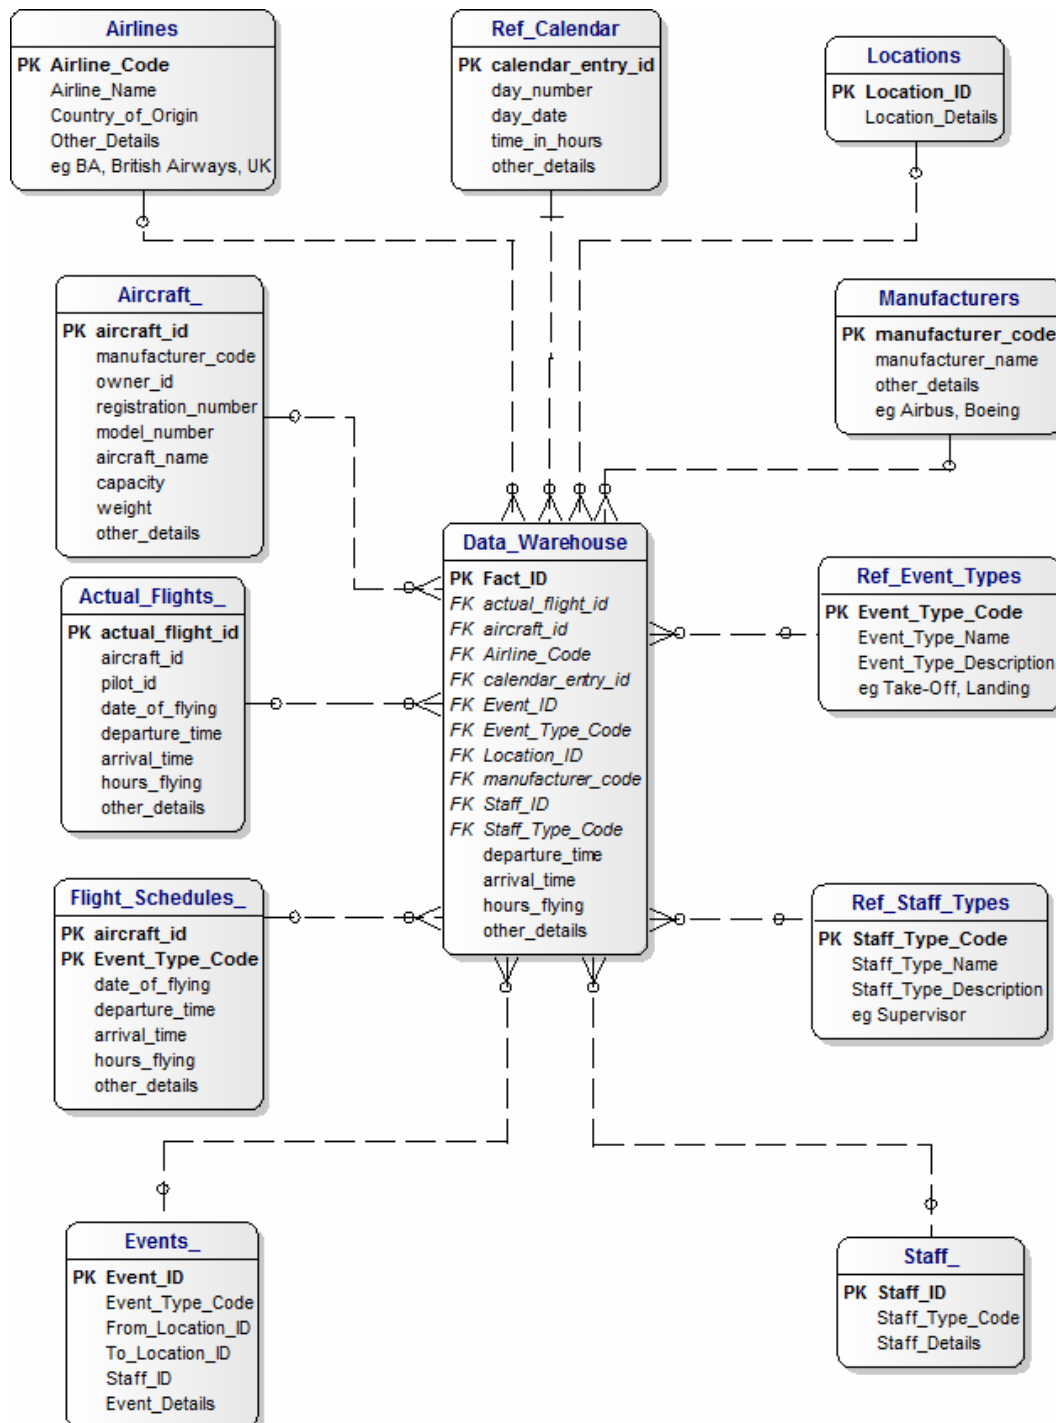 Airlines
PK Airline_Code
Airline_Name
Country_of_Origin
Other_Details
eg BA, British Airways, UK
Ref_Calendar
PK calendar_entry_id
day_number
day_date
time_in_hours
other_details
Locations
PK Location_ID
Location_Details
Aircraft_
PK aircraft_id
manufacturer_code
owner_id
registration_number
model_number
aircraft_name
capacity
weight
other_details
Manufacturers
PK manufacturer_code
manufacturer_name
other_details
eg Airbus, Boeing
Data_Warehouse
PK Fact_ID
FK actual_flight_id
FK aircraft_id
FK Airline_Code
FK calendar_entry_id
FK Event_ID
FK Event_Type_Code
FK Location_ID
FK manufacturer_code
FK Staff_ID
FK Staff_Type_Code
departure_time
arrival_time
hours_flying
other_details
Actual_Flights_
PK actual_flight_id
aircraft_id
pilot_id
date_of_flying
departure_time
arrival_time
hours_flying
other_details
Ref_Event_Types
PK Event_Type_Code
Event_Type_Name
Event_Type_Description
eg Take-Off, Landing
Flight_Schedules_
PK aircraft_id
PK Event_Type_Code
date_of_flying
departure_time
arrival_time
hours_flying
other_details
Ref_Staff_Types
PK Staff_Type_Code
Staff_Type_Name
Staff_Type_Description
eg Supervisor
Events_
PK Event_ID
Event_Type_Code
From_Location_ID
To_Location_ID
Staff_ID
Event_Details
Staff_
PK Staff_ID
Staff_Type_Code
Staff_Details